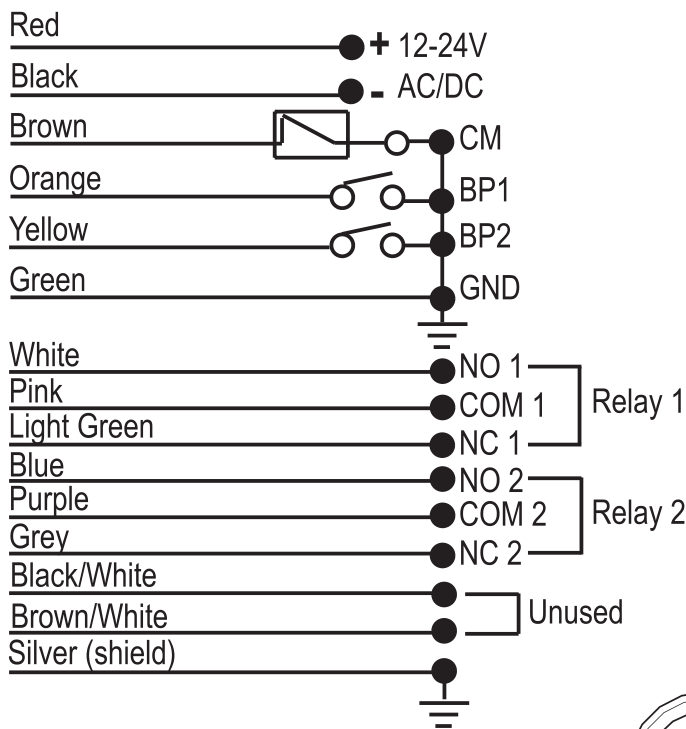 Red
+ 12-24V
Black
- AC/DC
Brown
CM
Orange
BP1
Yellow
BP2
Green
GND
White
NO 1
Pink
COM 1
Relay 1
Light Green
NC 1
Blue
NO 2
Purple
COM 2
Relay 2
Grey
NC 2
Black/White
Unused
Brown/White
Silver (shield)